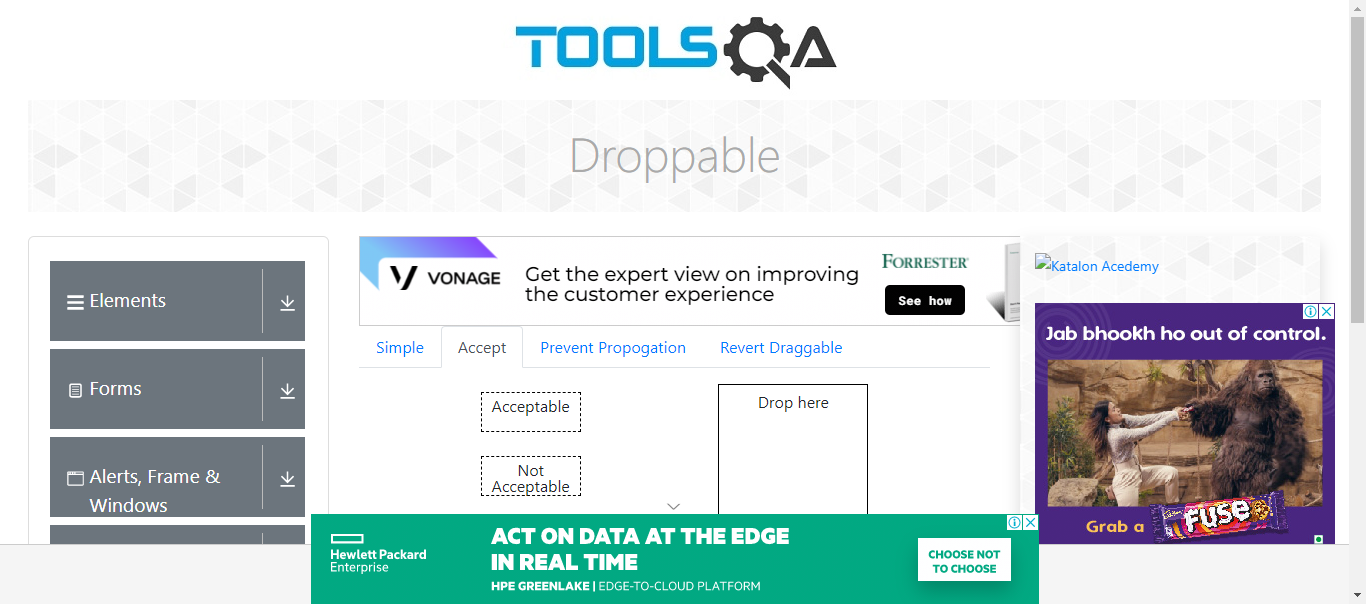 TOOLSQA
Droppable
Elements
Forms
Alerts, Frame &
Windows
VONAGE
Get the expert view on improving
the customer experience
FORRESTER
See how
Simple
Accept
Prevent Propogation
Revert Draggable
Acceptable
Not
Acceptable
Drop here
Katalon Acedemy
Jab bhookh ho out of control.
Grab a
Cadbury
FUSE
Hewlett Packard
Enterprise
ACT ON DATA AT THE EDGE
IN REAL TIME
HPE GREENLAKE | EDGE-TO-CLOUD PLATFORM
CHOOSE NOT
TO CHOOSE